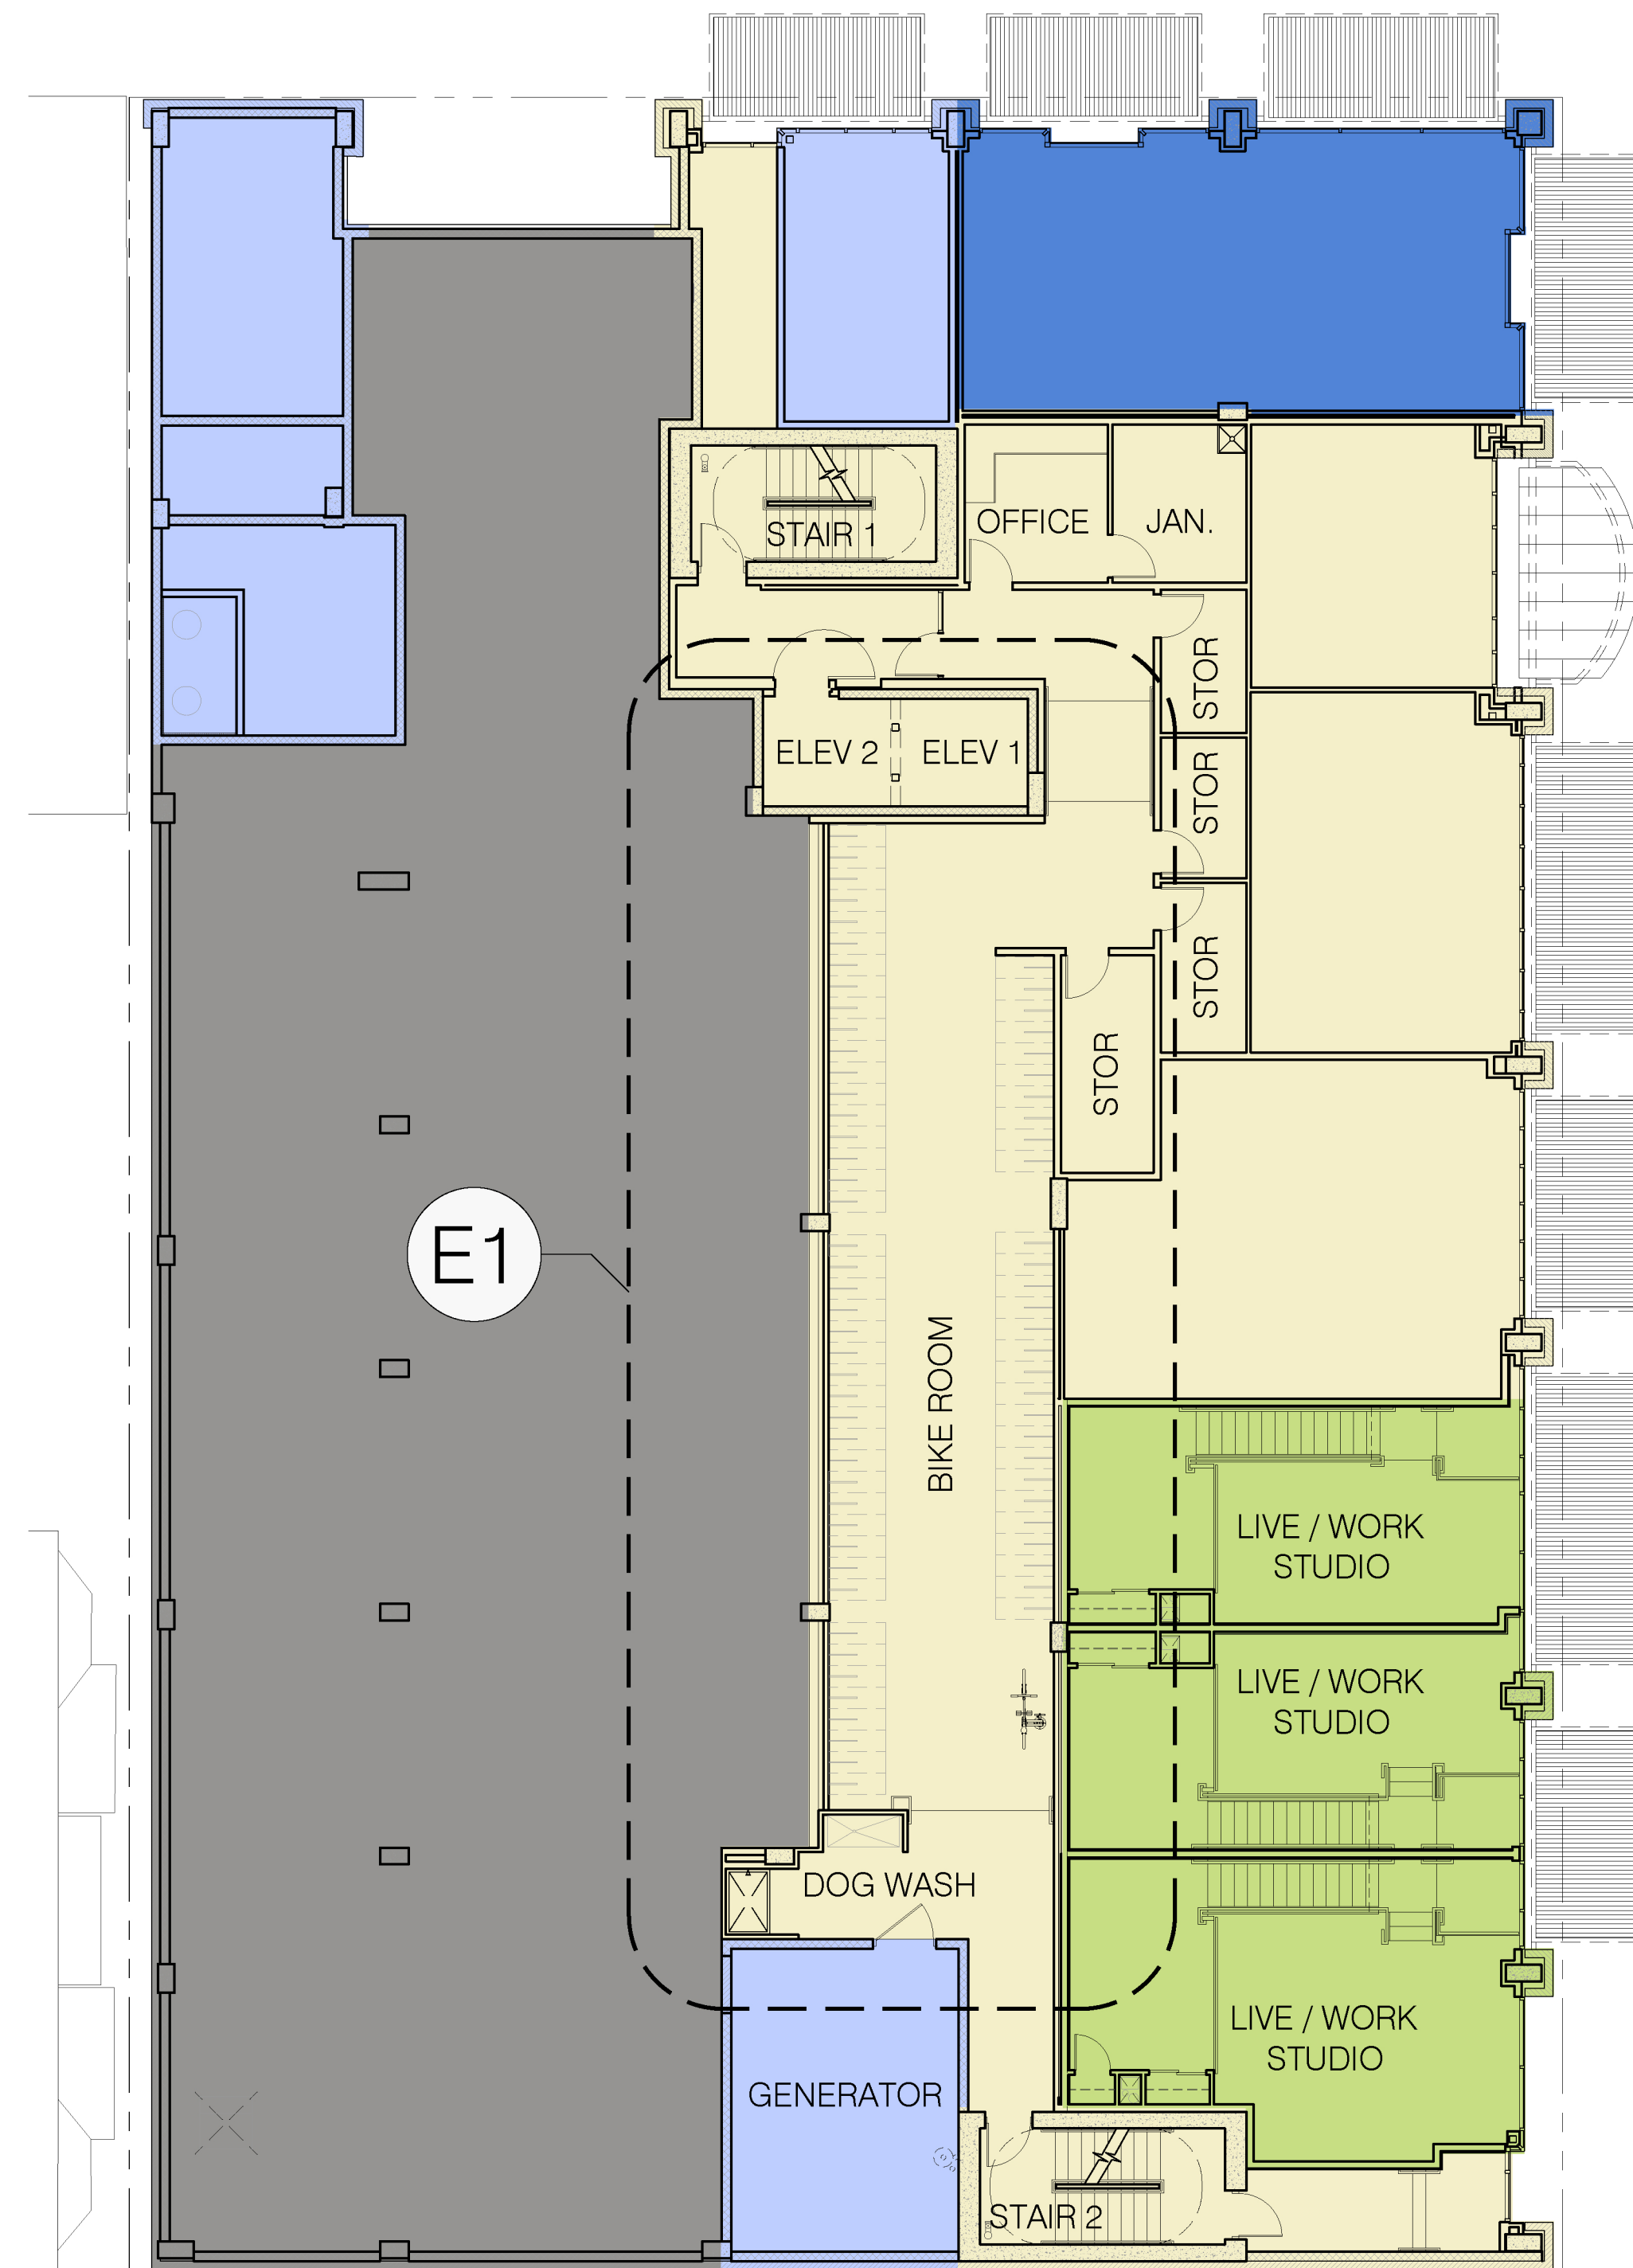 STAIR 1
OFFICE
JAN.
STOR
ELEV 2
ELEV 1
STOR
STOR
STOR
E1
BIKE ROOM
LIVE / WORK
STUDIO
LIVE / WORK
STUDIO
DOG WASH
LIVE / WORK
STUDIO
GENERATOR
STAIR 2